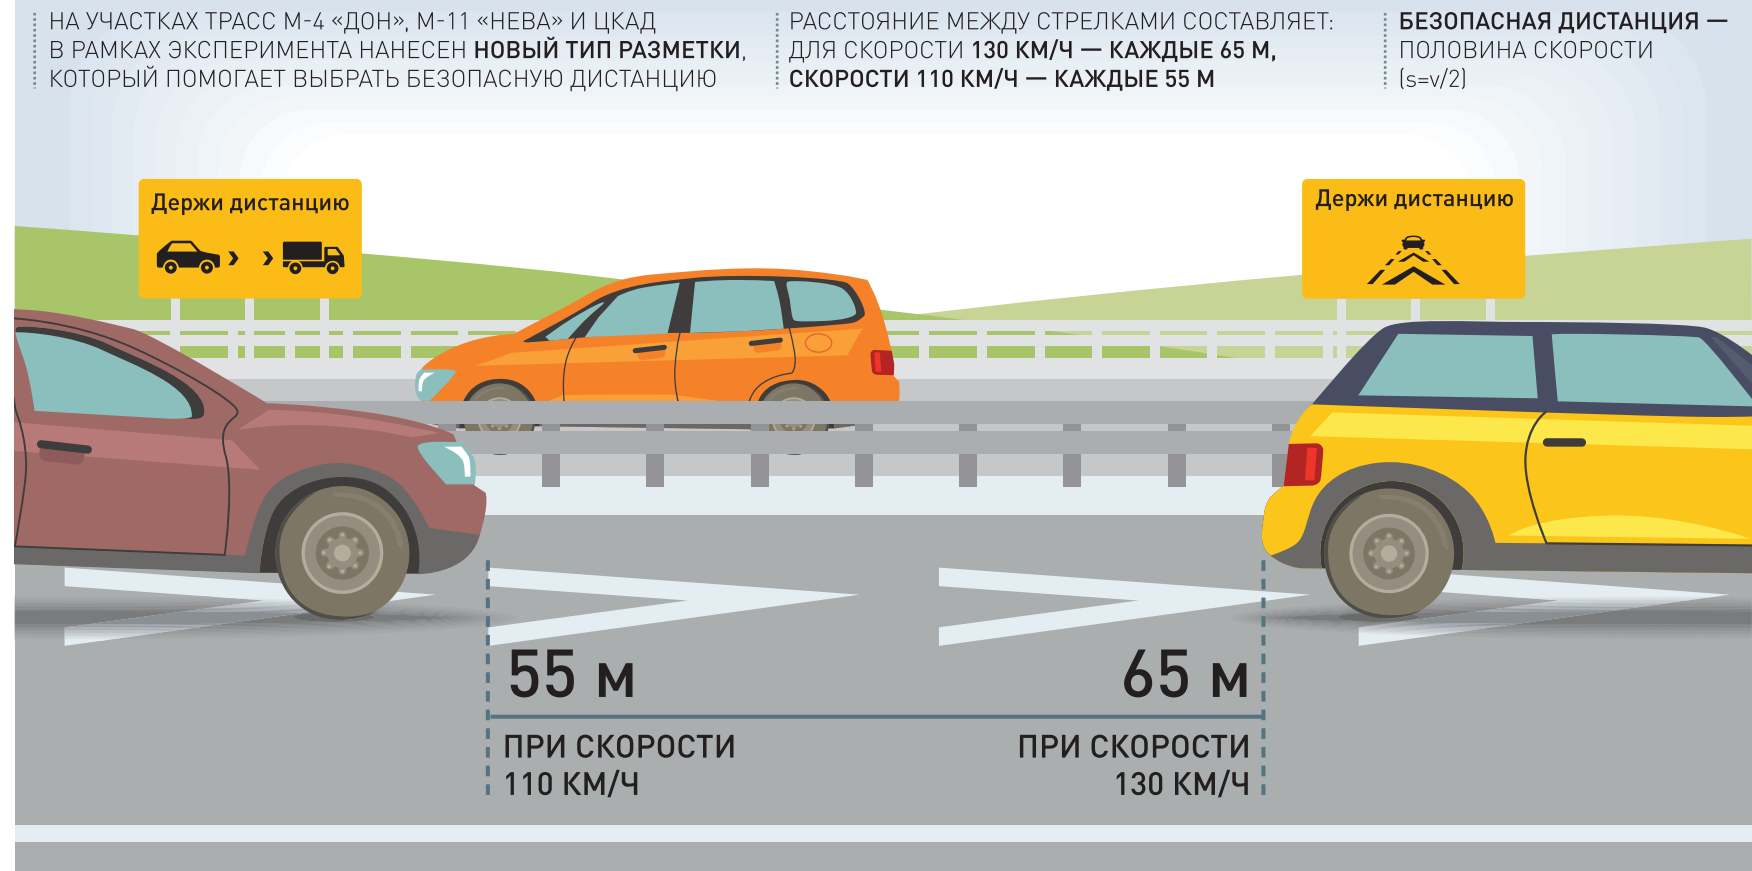 НА УЧАСТКАХ ТРАСС М-4 «ДОН», М-11 «НЕВА» И ЦКАД
В РАМКАХ ЭКСПЕРИМЕНТА НАНЕСЕН НОВЫЙ ТИП РАЗМЕТКИ,
КОТОРЫЙ ПОМОГАЕТ ВЫБРАТЬ БЕЗОПАСНУЮ ДИСТАНЦИЮ
РАССТОЯНИЕ МЕЖДУ СТРЕЛКАМИ СОСТАВЛЯЕТ:
ДЛЯ СКОРОСТИ 130 КМ/Ч — КАЖДЫЕ 65 М,
СКОРОСТИ 110 КМ/Ч — КАЖДЫЕ 55 М
БЕЗОПАСНАЯ ДИСТАНЦИЯ —
ПОЛОВИНА СКОРОСТИ
(s=v/2)
Держи дистанцию
Держи дистанцию
55 м
ПРИ СКОРОСТИ
110 КМ/Ч
65 м
ПРИ СКОРОСТИ
130 КМ/Ч